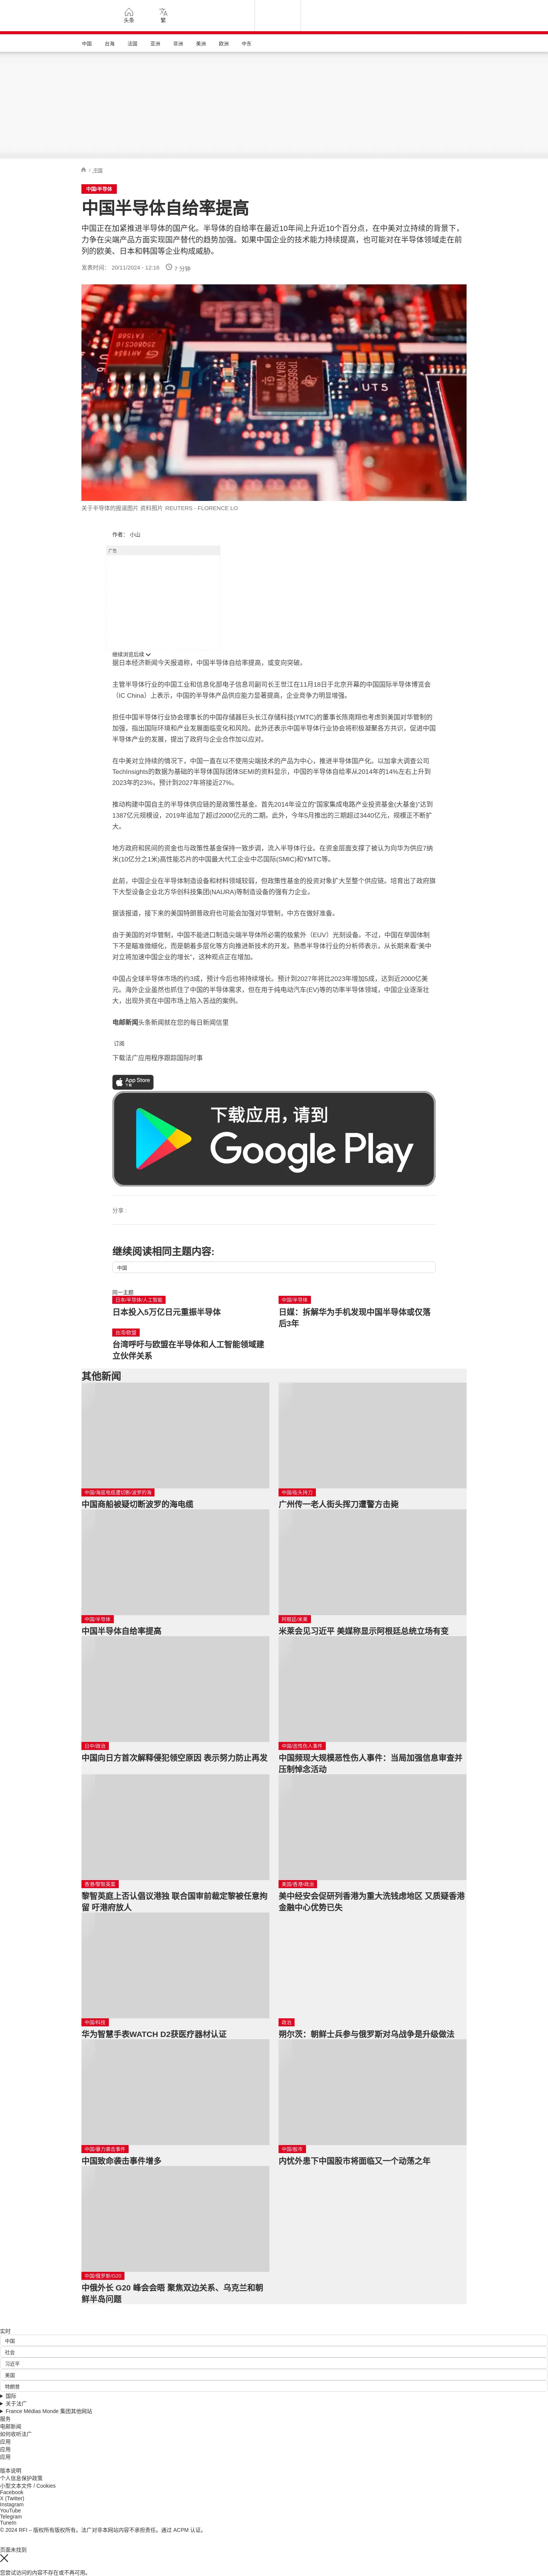 头条
繁
中国
台海
法国
亚洲
非洲
美洲
欧洲
中东
/ 中国
中国/半导体
中国半导体自给率提高
中国正在加紧推进半导体的国产化。半导体的自给率在最近10年间上升近10个百分点，在中美对立持续的背景下，
力争在尖端产品方面实现国产替代的趋势加强。如果中国企业的技术能力持续提高，也可能对在半导体领域走在前
列的欧美、日本和韩国等企业构成威胁。
发表时间： 20/11/2024 - 12:16
7 分钟
UT5
关于半导体的报道图片 资料照片 REUTERS - FLORENCE LO
作者： 小山
广告
继续浏览后续
据日本经济新闻今天报道称，中国半导体自给率提高，或变向突破。
主管半导体行业的中国工业和信息化部电子信息司副司长王世江在11月18日于北京开幕的中国国际半导体博览会
（IC China）上表示，中国的半导体产品供应能力显著提高，企业竞争力明显增强。
担任中国半导体行业协会理事长的中国存储器巨头长江存储科技(YMTC)的董事长陈南翔也考虑到美国对华管制的
加强，指出国际环境和产业发展面临变化和风险。此外还表示中国半导体行业协会将积极凝聚各方共识，促进中国
半导体产业的发展，提出了政府与企业合作加以应对。
在中美对立持续的情况下，中国一直在以不使用尖端技术的产品为中心，推进半导体国产化。以加拿大调查公司
TechInsights的数据为基础的半导体国际团体SEMI的资料显示，中国的半导体自给率从2014年的14%左右上升到
2023年的23%，预计到2027年将接近27%。
推动构建中国自主的半导体供应链的是政策性基金。首先2014年设立的“国家集成电路产业投资基金(大基金)”达到
1387亿元规模设，2019年追加了超过2000亿元的二期。此外，今年5月推出的三期超过3440亿元，规模正不断扩
大。
地方政府和民间的资金也与政策性基金保持一致步调，流入半导体行业。在资金层面支撑了被认为向华为供应7纳
米(10亿分之1米)高性能芯片的中国最大代工企业中芯国际(SMIC)和YMTC等。
此前，中国企业在半导体制造设备和材料领域较弱，但政策性基金的投资对象扩大至整个供应链。培育出了政府旗
下大型设备企业北方华创科技集团(NAURA)等制造设备的强有力企业。
据该报道，接下来的美国特朗普政府也可能会加强对华管制，中方在做好准备。
由于美国的对华管制，中国不能进口制造尖端半导体所必需的极紫外（EUV）光刻设备。不过，中国在举国体制
下不是瞄准微细化，而是朝着多层化等方向推进新技术的开发。熟悉半导体行业的分析师表示，从长期来看“美中
对立将加速中国企业的增长”，这种观点正在增加。
中国占全球半导体市场的约3成，预计今后也将持续增长。预计到2027年将比2023年增加5成，达到近2000亿美
元。海外企业虽然也抓住了中国的半导体需求，但在用于纯电动汽车(EV)等的功率半导体领域，中国企业逐渐壮
大，出现外资在中国市场上陷入苦战的案例。
电邮新闻头条新闻就在您的每日新闻信里
订阅
下载法广应用程序跟踪国际时事
App Store
下载
下载应用，请到
Google Play
分享：
继续阅读相同主题内容:
中国
同一主题
日本/半导体/人工智能
日本投入5万亿日元重振半导体
中国/半导体
日媒：拆解华为手机发现中国半导体或仅落
后3年
台湾/欧盟
台湾呼吁与欧盟在半导体和人工智能领域建
立伙伴关系
其他新闻
中国/海底电缆遭切断/波罗的海
中国商船被疑切断波罗的海电缆
中国/街头持刀
广州传一老人街头挥刀遭警方击毙
中国/半导体
中国半导体自给率提高
阿根廷/米莱
米莱会见习近平 美媒称显示阿根廷总统立场有变
日中/政治
中国向日方首次解释侵犯领空原因 表示努力防止再发
中国/恶性伤人事件
中国频现大规模恶性伤人事件：当局加强信息审查并
压制悼念活动
香港/黎智英案
黎智英庭上否认倡议港独 联合国审前裁定黎被任意拘
留 吁港府放人
美国/香港/政治
美中经安会促研列香港为重大洗钱虑地区 又质疑香港
金融中心优势已失
中国/科技
华为智慧手表WATCH D2获医疗器材认证
政治
朔尔茨：朝鲜士兵参与俄罗斯对乌战争是升级做法
中国/暴力袭击事件
中国致命袭击事件增多
中国/股市
内忧外患下中国股市将面临又一个动荡之年
中国/俄罗斯/G20
中俄外长 G20 峰会会晤 聚焦双边关系、乌克兰和朝
鲜半岛问题
实时
中国
社会
习近平
美国
特朗普
国际
关于法广
France Médias Monde 集团其他网站
服务
电邮新闻
如何收听法广
应用
应用
应用
版本说明
个人信息保护政策
小型文本文件 / Cookies
Facebook
X (Twitter)
Instagram
YouTube
Telegram
TuneIn
© 2024 RFI – 版权所有版权所有。法广对非本网站内容不承担责任。通过 ACPM 认证。
页面未找到
您尝试访问的内容不存在或不再可用。